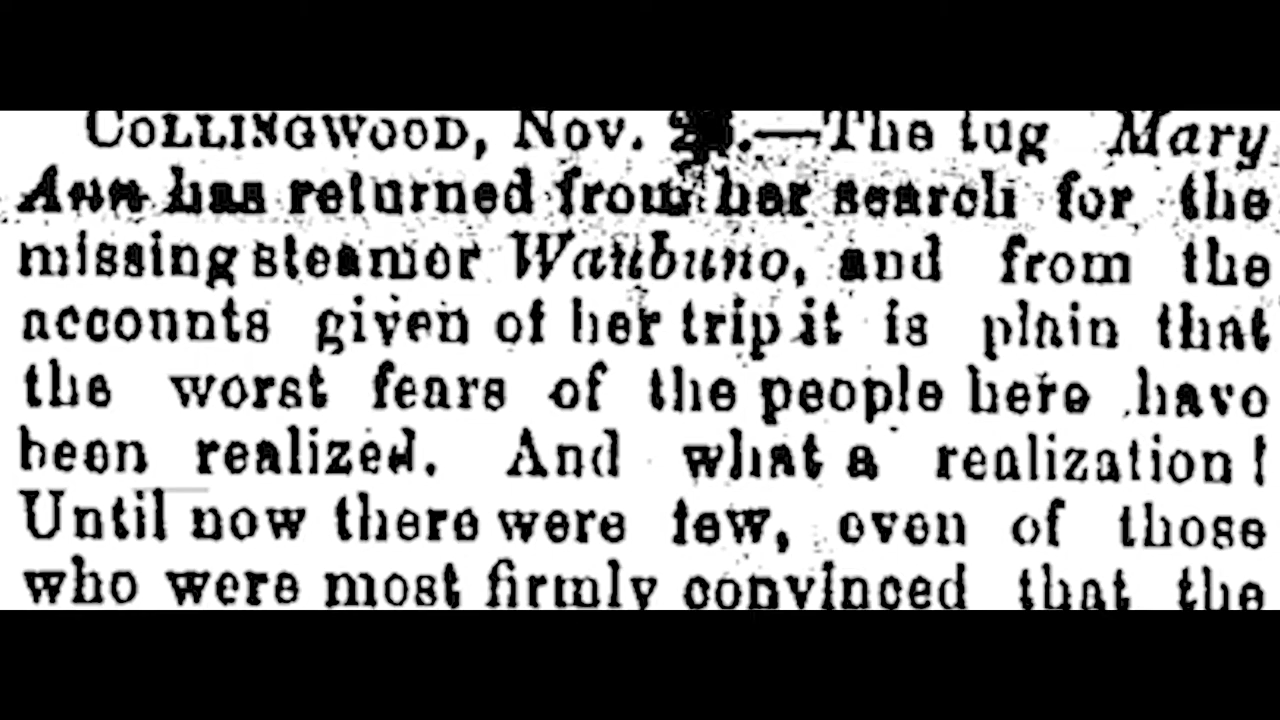 COLLINGWOOD, Nov. .—The tug Mary
Ann has returned from her search for the
missing steamer Waubuno, and from the
accounts given of her trip it is plain that
the worst fears of the people here have
been realized. And what a realization!
Until now there were few, even of those
who were most firmly convinced that the